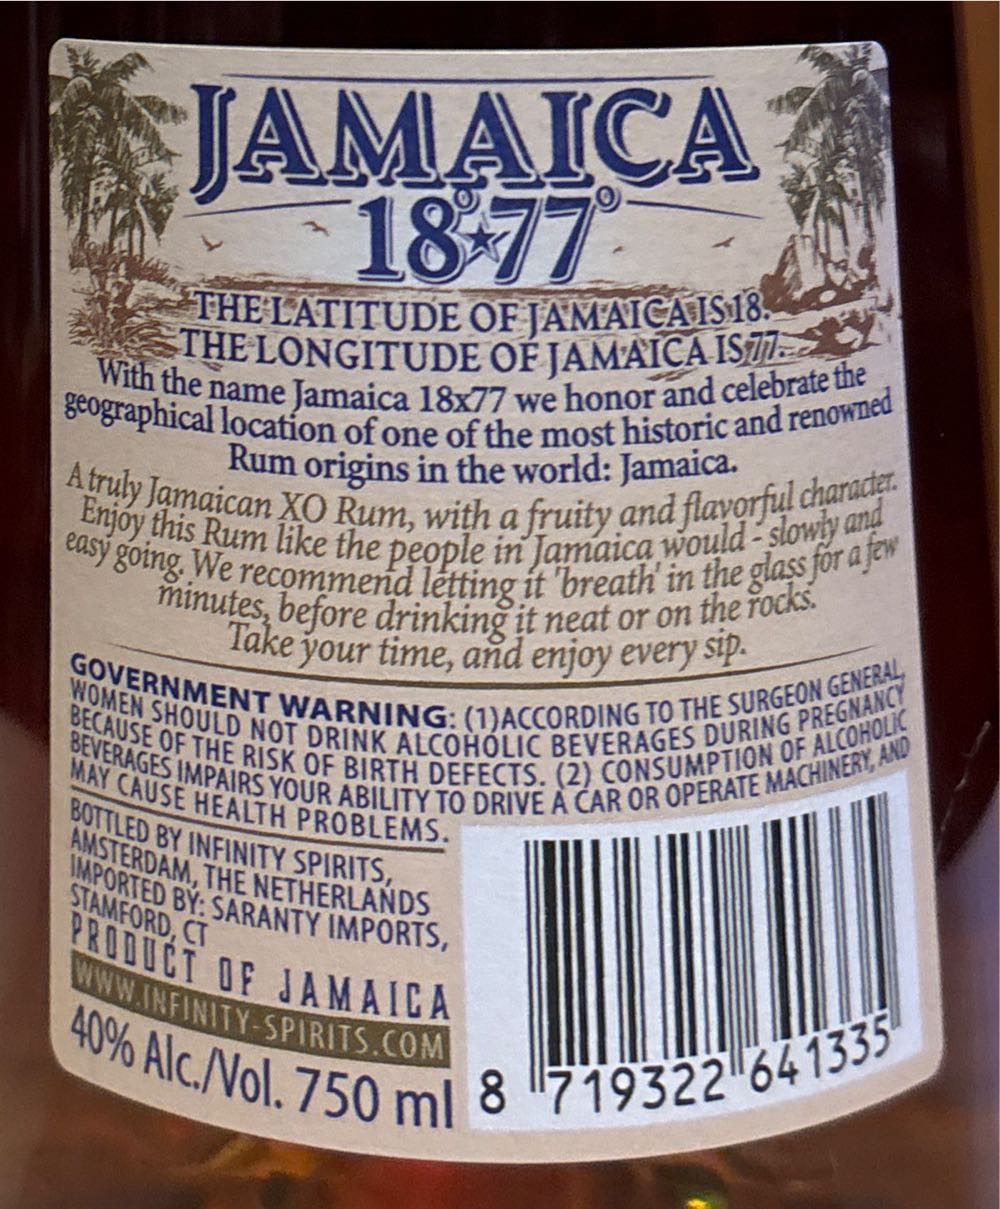 JAMAICA
18°★77°
THE LATITUDE OF JAMAICA IS 18.
THE LONGITUDE OF JAMAICA IS 77.
With the name Jamaica 18x77 we honor and celebrate the
geographical location of one of the most historic and renowned
Rum origins in the world: Jamaica.
A truly Jamaican XO Rum, with a fruity and flavorful character.
Enjoy this Rum like the people in Jamaica would - slowly and
easy going. We recommend letting it 'breath' in the glass for a few
minutes, before drinking it neat or on the rocks.
Take your time, and enjoy every sip.
GOVERNMENT WARNING: (1)ACCORDING TO THE SURGEON GENERAL,
WOMEN SHOULD NOT DRINK ALCOHOLIC BEVERAGES DURING PREGNANCY
BECAUSE OF THE RISK OF BIRTH DEFECTS. (2) CONSUMPTION OF ALCOHOLIC
BEVERAGES IMPAIRS YOUR ABILITY TO DRIVE A CAR OR OPERATE MACHINERY, AND
MAY CAUSE HEALTH PROBLEMS.
BOTTLED BY INFINITY SPIRITS,
AMSTERDAM, THE NETHERLANDS
IMPORTED BY: SARANTY IMPORTS,
STAMFORD, CT
PRODUCT OF JAMAICA
WWW.INFINITY-SPIRITS.COM
40% Alc./Vol. 750 ml
8 719322 641335